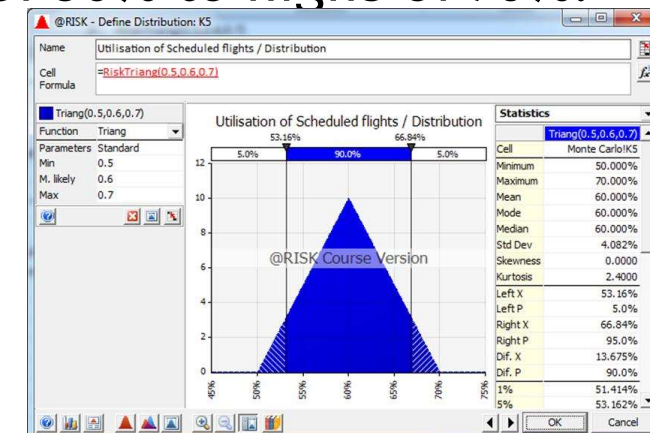 @RISK - Define Distribution: K5
Name
Utilisation of Scheduled flights / Distribution
Cell Formula
=RiskTriang(0.5,0.6,0.7)
Triang(0.5,0.6,0.7)
Function Triang
Parameters Standard
Min 0.5
M. likely 0.6
Max 0.7
Utilisation of Scheduled flights / Distribution
53.16% 66.84%
5.0% 90.0% 5.0%
12
10
8
6
4
2
0
@RISK Course Version
45%
50%
55%
60%
65%
70%
75%
Statistics
Triang(0.5,0.6,0.7)
Cell Monte Carlo!K5
Minimum 50.000%
Maximum 70.000%
Mean 60.000%
Mode 60.000%
Median 60.000%
Std Dev 4.082%
Skewness 0.0000
Kurtosis 2.4000
Left X 53.16%
Left P 5.0%
Right X 66.84%
Right P 95.0%
Dif. X 13.675%
Dif. P 90.0%
1% 51.414%
5% 53.162%
OK Cancel